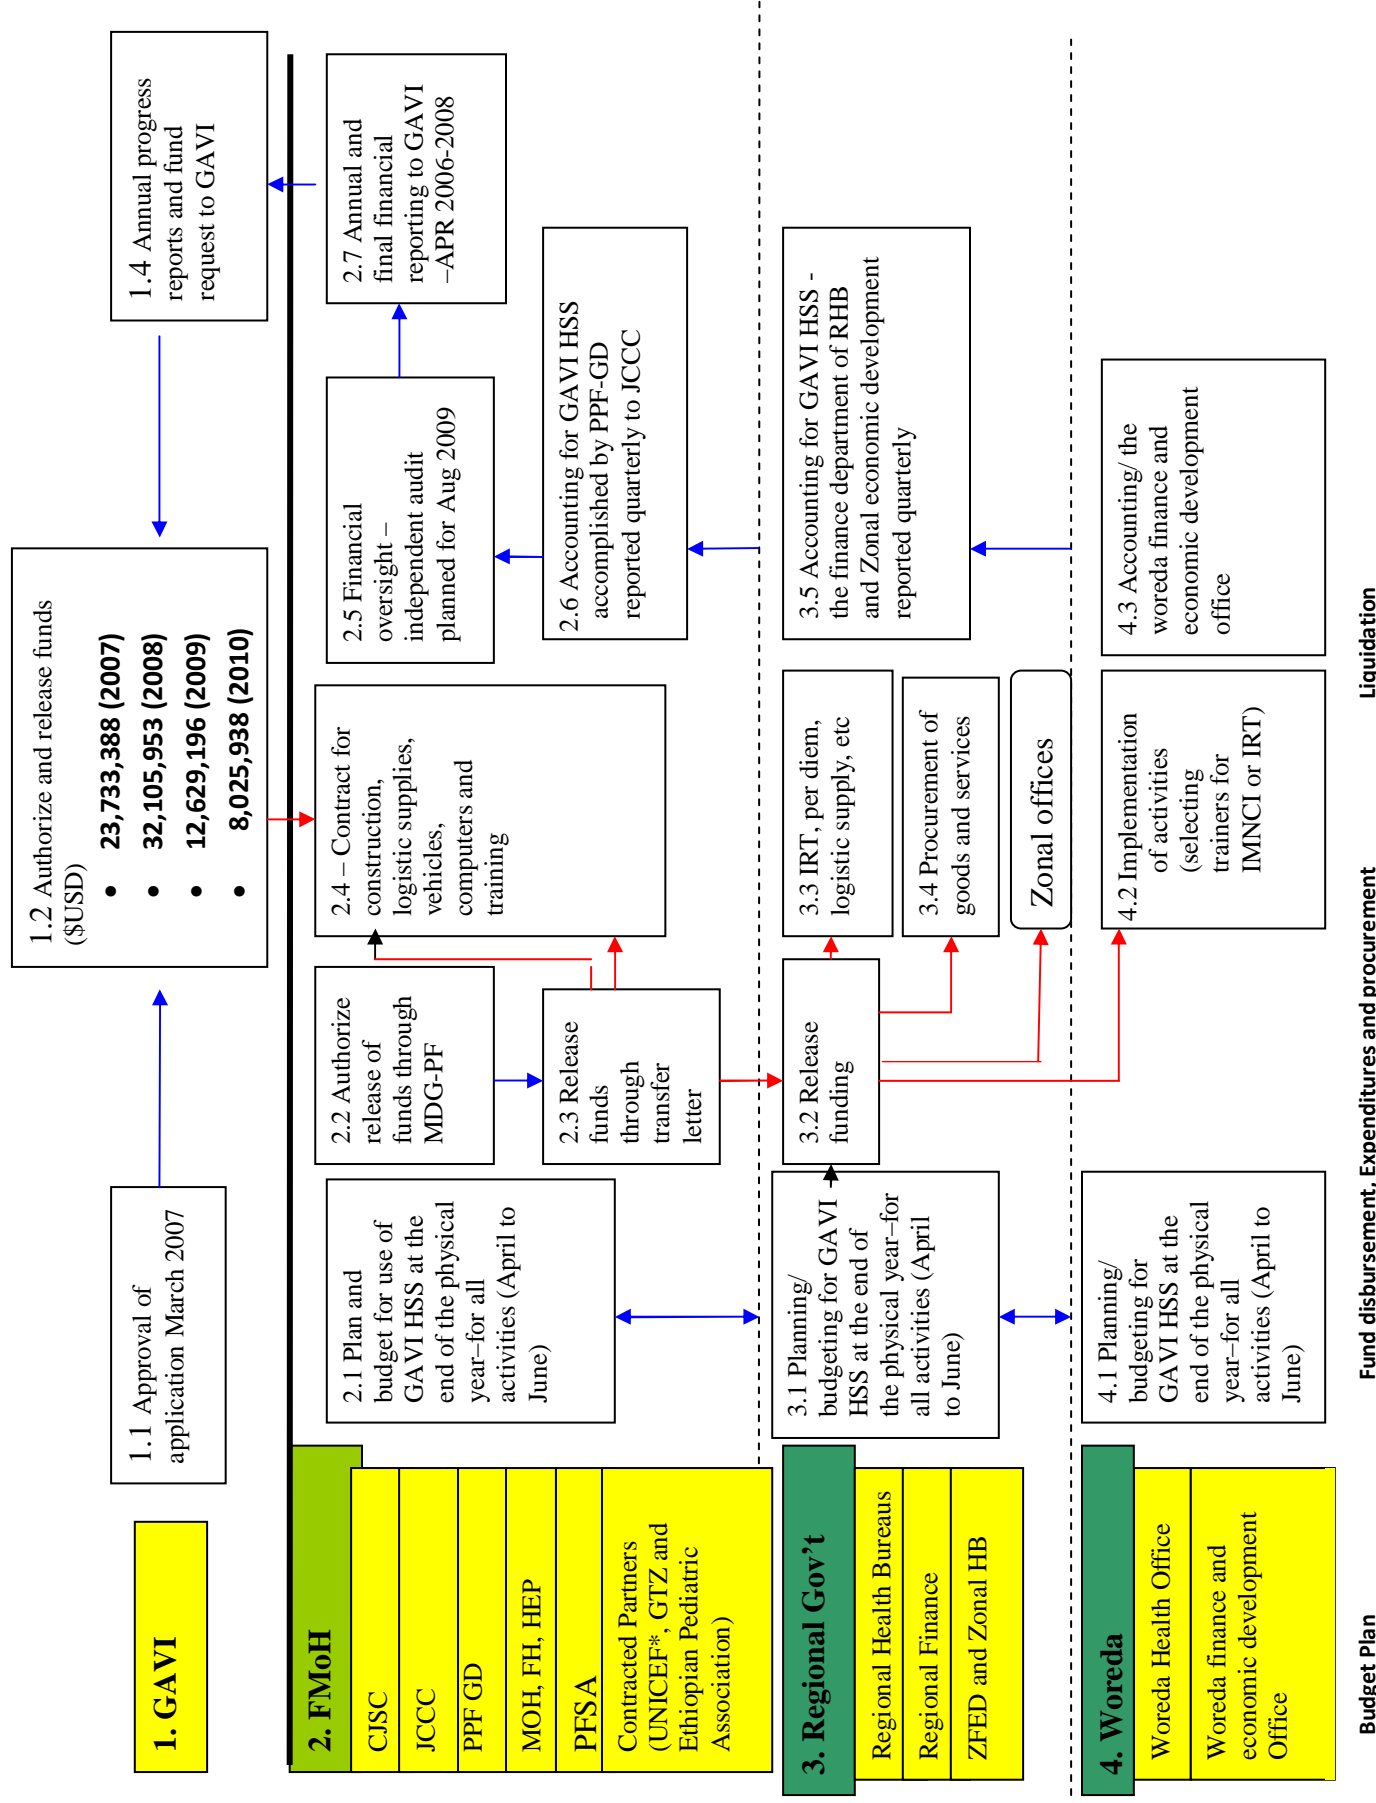 1. GAVI
1.1 Approval of
application March 2007
1.2 Authorize and release funds
($USD)
• 23,733,388 (2007)
• 32,105,953 (2008)
• 12,629,196 (2009)
• 8,025,938 (2010)
1.4 Annual progress
reports and fund
request to GAVI
2. FMoH
CJSC
JCCC
PPF GD
MOH, FH, HEP
PFSA
Contracted Partners
(UNICEF*, GTZ and
Ethiopian Pediatric
Association)
2.1 Plan and
budget for use of
GAVI HSS at the
end of the physical
year–for all
activities (April to
June)
2.2 Authorize
release of
funds through
MDG-PF
2.3 Release
funds
through
transfer
letter
2.4 – Contract for
construction,
logistic supplies,
vehicles,
computers and
training
2.5 Financial
oversight –
independent audit
planned for Aug 2009
2.6 Accounting for GAVI HSS
accomplished by PPF-GD
reported quarterly to JCCC
2.7 Annual and
final financial
reporting to GAVI
–APR 2006-2008
3. Regional Gov’t
Regional Health Bureaus
Regional Finance
ZFED and Zonal HB
3.1 Planning/
budgeting for GAVI
HSS at the end of
the physical year–for
all activities (April
to June)
3.2 Release
funding
3.3 IRT, per diem,
logistic supply, etc
3.4 Procurement of
goods and services
Zonal offices
3.5 Accounting for GAVI HSS -
the finance department of RHB
and Zonal economic development
reported quarterly
4. Woreda
Woreda Health Office
Woreda finance and
economic development
Office
4.1 Planning/
budgeting for
GAVI HSS at the
end of the physical
year–for all
activities (April to
June)
4.2 Implementation
of activities
(selecting
trainers for
IMNCI or IRT)
4.3 Accounting/ the
woreda finance and
economic development
office
Budget Plan
Fund disbursement, Expenditures and procurement
Liquidation